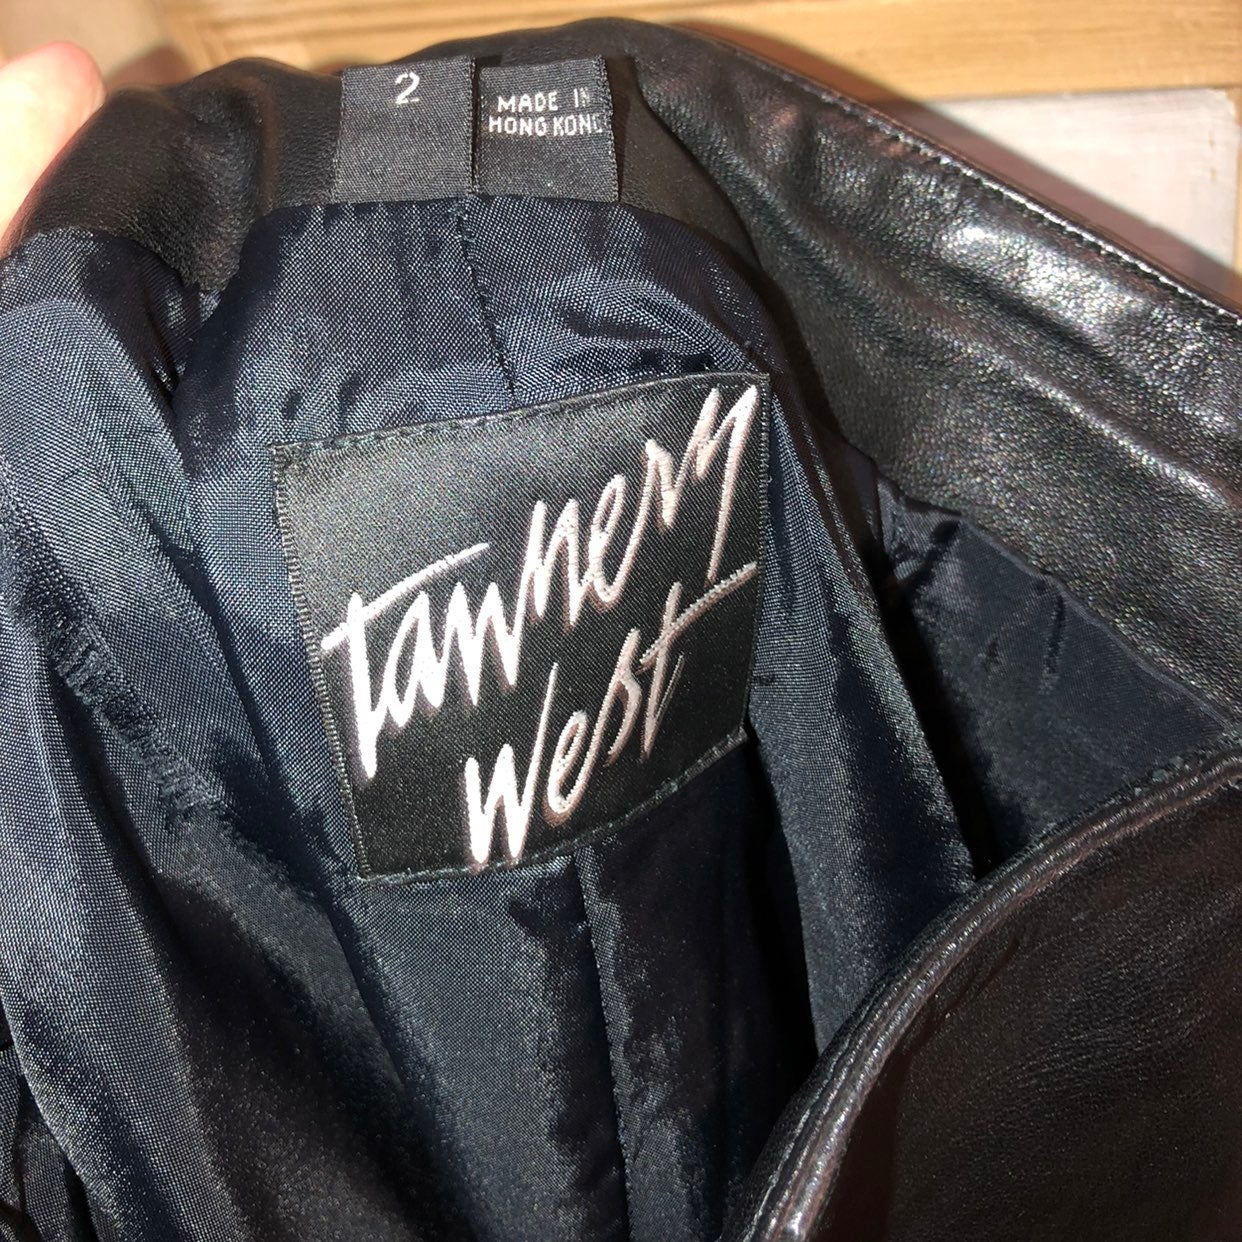 2
MADE IN
HONG KONG
tannery
West